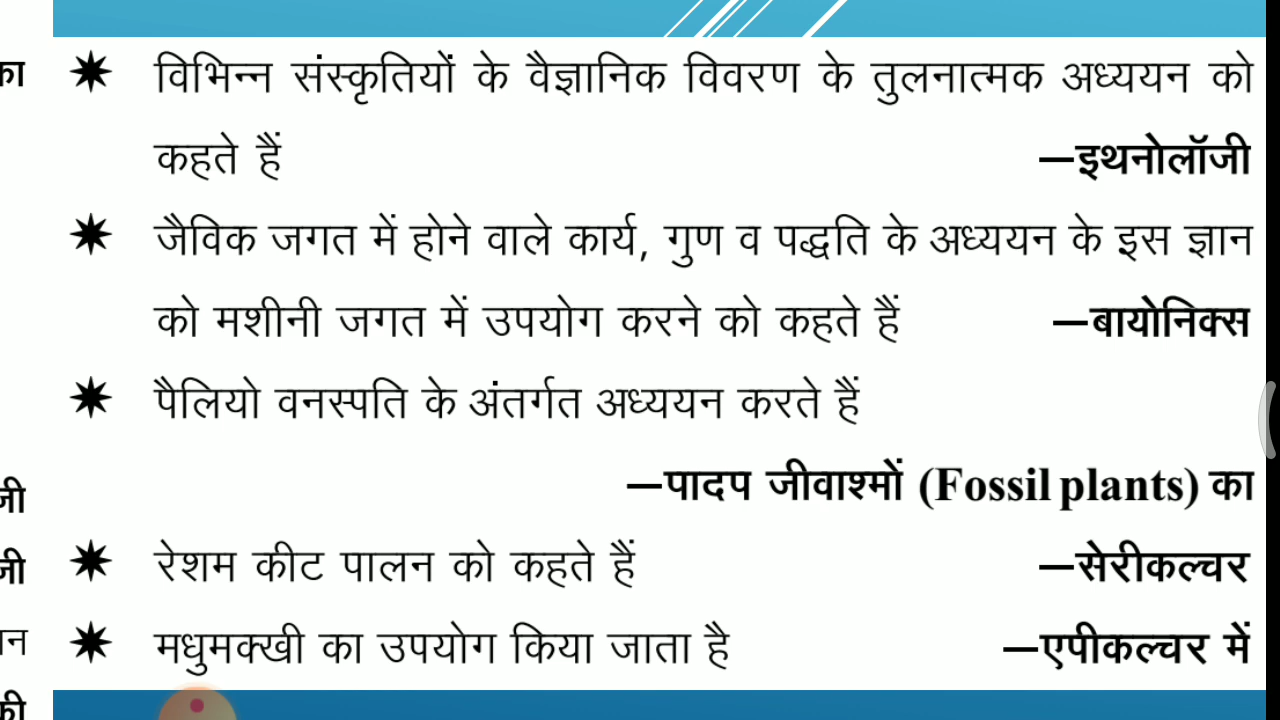 ✷ विभिन्न संस्कृतियों के वैज्ञानिक विवरण के तुलनात्मक अध्ययन को
कहते हैं —इथनोलॉजी
✷ जैविक जगत में होने वाले कार्य, गुण व पद्धति के अध्ययन के इस ज्ञान
को मशीनी जगत में उपयोग करने को कहते हैं —बायोनिक्स
✷ पैलियो वनस्पति के अंतर्गत अध्ययन करते हैं
—पादप जीवाश्मों (Fossil plants) का
✷ रेशम कीट पालन को कहते हैं —सेरीकल्चर
✷ मधुमक्खी का उपयोग किया जाता है —एपीकल्चर में